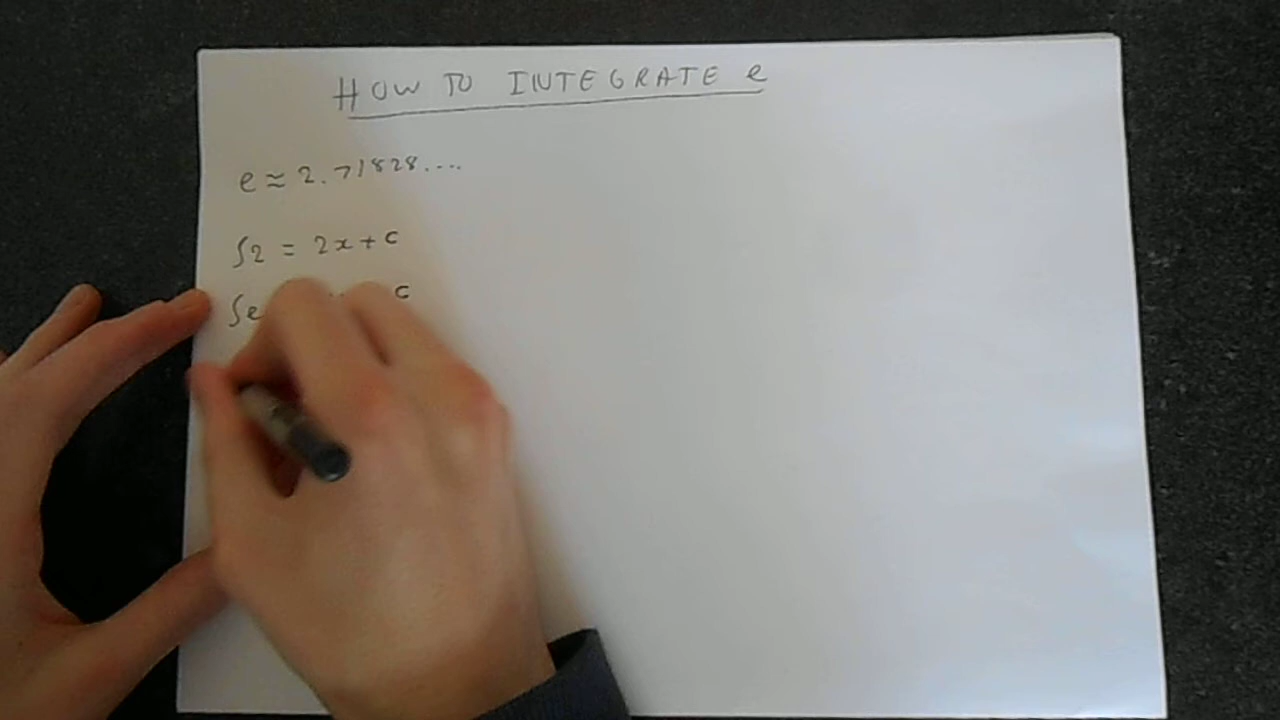 HOW TO INTEGRATE e
e ≈ 2.71828....
∫2 = 2x + c
∫e c